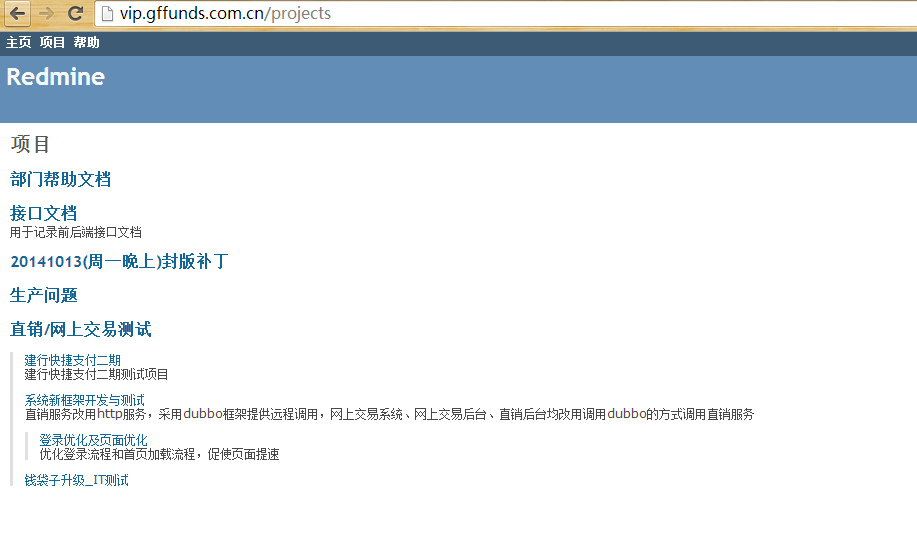 vip.gffunds.com.cn/projects
主页 项目 帮助
Redmine
项目
部门帮助文档
接口文档
用于记录前后端接口文档
20141013(周一晚上)封版补丁
生产问题
直销/网上交易测试
建行快捷支付二期
建行快捷支付二期测试项目
系统新框架开发与测试
直销服务改用http服务，采用dubbo框架提供远程调用，网上交易系统、网上交易后台、直销后台均改用调用dubbo的方式调用直销服务
登录优化及页面优化
优化登录流程和首页加载流程，促使页面提速
钱袋子升级_IT测试